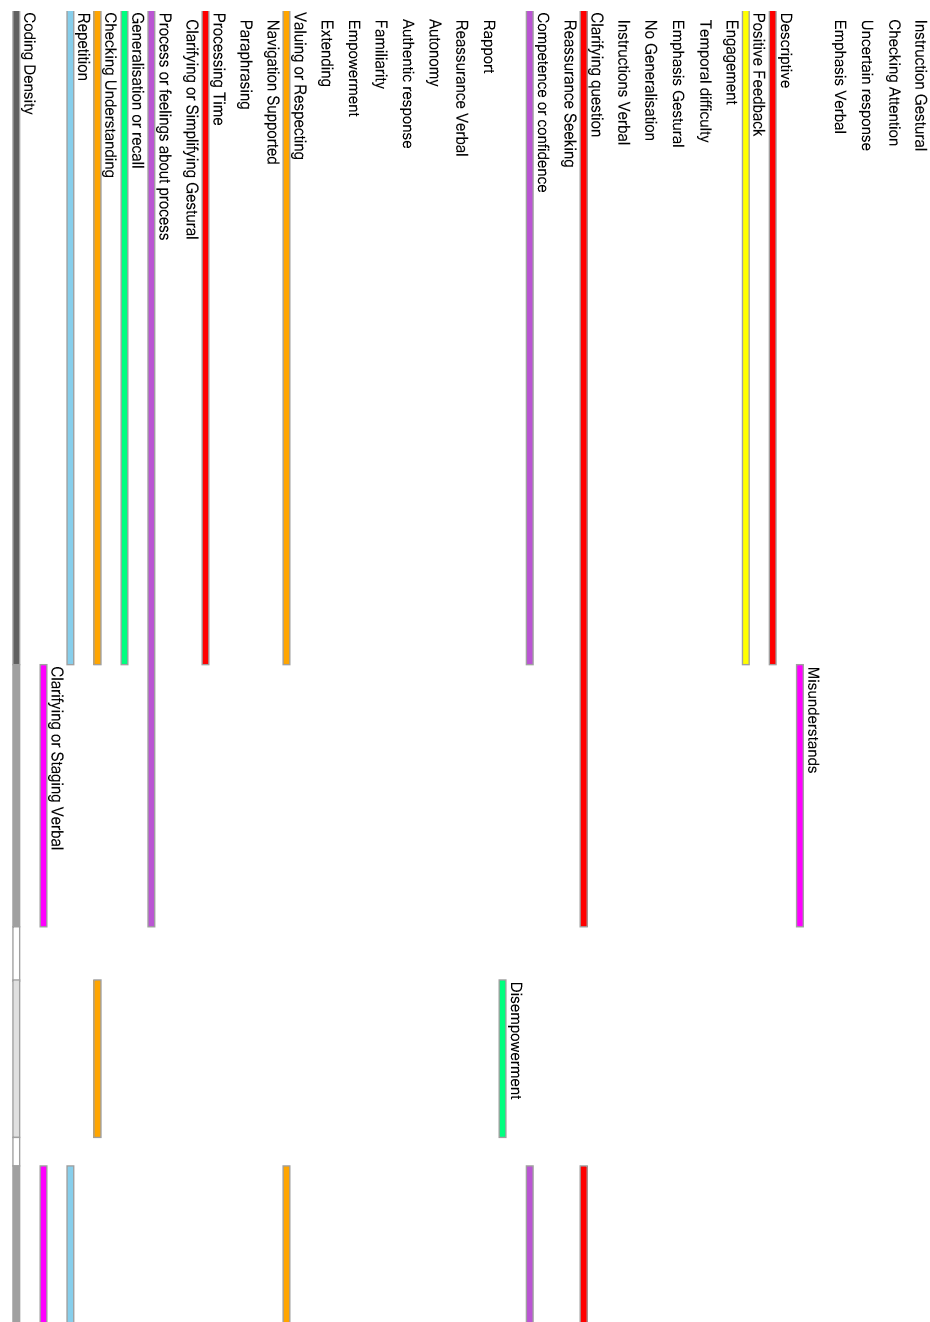 Coding Density
Clarifying or Staging Verbal
Repetition
Checking Understanding
Generalisation or recall
Process or feelings about process
Clarifying or Simplifying Gestural
Processing Time
Paraphrasing
Navigation Supported
Valuing or Respecting
Extending
Empowerment
Familiarity
Authentic response
Autonomy
Reassurance Verbal
Rapport
Disempowerment
Competence or confidence
Reassurance Seeking
Clarifying question
Instructions Verbal
No Generalisation
Emphasis Gestural
Temporal difficulty
Engagement
Positive Feedback
Descriptive
Misunderstands
Emphasis Verbal
Uncertain response
Checking Attention
Instruction Gestural